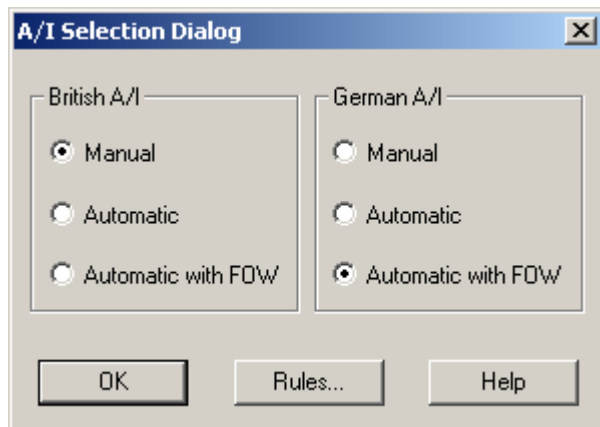 A/I Selection Dialog
British A/I
Manual
Automatic
Automatic with FOW
German A/I
Manual
Automatic
Automatic with FOW
OK
Rules...
Help